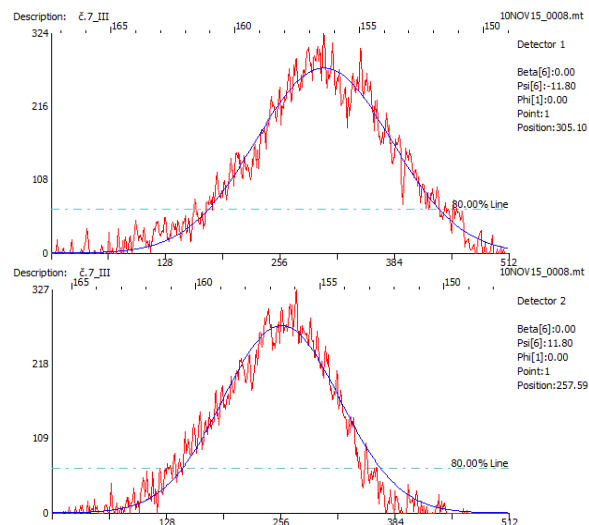 Description: č.7_III 10NOV15_0008.mt
165 160 155 150
324
216
108
0
128 256 384 512
80.00% Line
Detector 1
Beta[6]:0.00
Psi[6]:-11.80
Phi[1]:0.00
Point:1
Position:305.10
Description: č.7_III 10NOV15_0008.mt
165 160 155 150
327
218
109
0
128 256 384 512
80.00% Line
Detector 2
Beta[6]:0.00
Psi[6]:11.80
Phi[1]:0.00
Point:1
Position:257.59